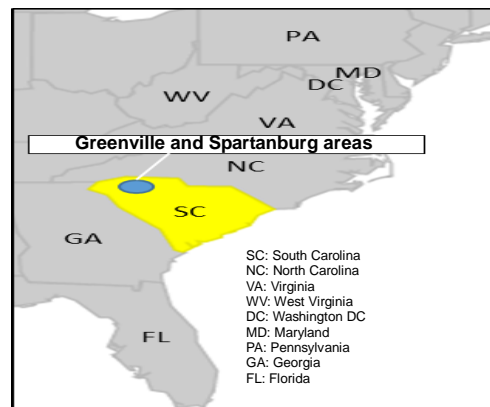 PA
MD
DC
WV
VA
Greenville and Spartanburg areas
NC
SC
GA
FL
SC: South Carolina
NC: North Carolina
VA: Virginia
WV: West Virginia
DC: Washington DC
MD: Maryland
PA: Pennsylvania
GA: Georgia
FL: Florida